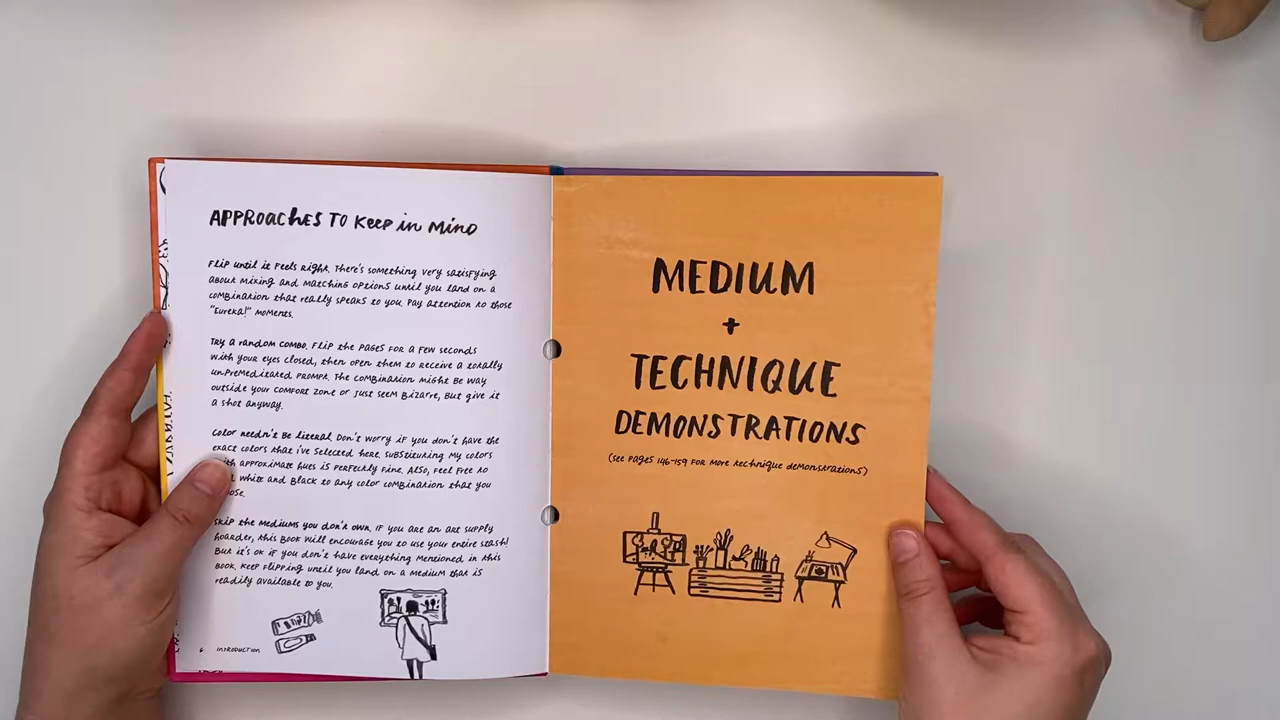 APPROACHES TO KEEP IN MIND
FLIP UNTIL IT FEELS RIGHT. THERE'S SOMETHING VERY SATISFYING
ABOUT MIXING AND MATCHING OPTIONS UNTIL YOU LAND ON A
COMBINATION THAT REALLY SPEAKS TO YOU. PAY ATTENTION TO THOSE
"EUREKA!" MOMENTS.
TRY A RANDOM COMBO. FLIP THE PAGES FOR A FEW SECONDS
WITH YOUR EYES CLOSED, THEN OPEN THEM TO RECEIVE A TOTALLY
UNPREMEDITATED PROMPT. THE COMBINATION MIGHT BE WAY
OUTSIDE YOUR COMFORT ZONE OR JUST SEEM BIZARRE, BUT GIVE IT
A SHOT ANYWAY.
COLOR NEEDN'T BE LITERAL. DON'T WORRY IF YOU DON'T HAVE THE
EXACT COLORS THAT I'VE SELECTED HERE. SUBSTITUTING MY COLORS
APPROXIMATE HUES IS PERFECTLY FINE. ALSO, FEEL FREE TO
WHITE AND BLACK TO ANY COLOR COMBINATION THAT YOU
SKIP THE MEDIUMS YOU DON'T OWN. IF YOU ARE AN ART SUPPLY
HOARDER, THIS BOOK WILL ENCOURAGE YOU TO USE YOUR ENTIRE STASH!
BUT IT'S OK IF YOU DON'T HAVE EVERYTHING MENTIONED IN THIS
BOOK. KEEP FLIPPING UNTIL YOU LAND ON A MEDIUM THAT IS
READILY AVAILABLE TO YOU.
6 INTRODUCTION
MEDIUM
+
TECHNIQUE
DEMONSTRATIONS
(SEE PAGES 146-159 FOR MORE TECHNIQUE DEMONSTRATIONS)